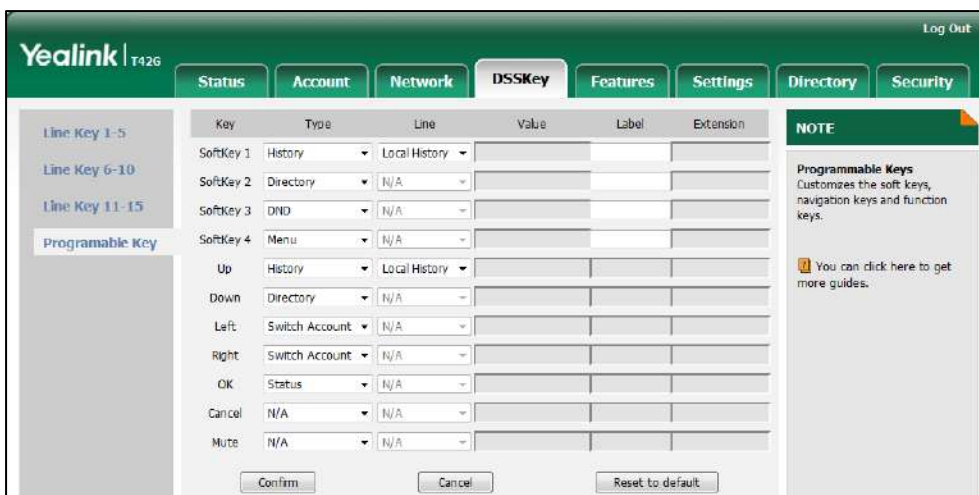 Log Out
Yealink | T42G
Status Account Network DSSKey Features Settings Directory Security
Line Key 1-5
Line Key 6-10
Line Key 11-15
Programable Key
Key Type Line Value Label Extension
SoftKey 1 History Local History
SoftKey 2 Directory N/A
SoftKey 3 DND N/A
SoftKey 4 Menu N/A
Up History Local History
Down Directory N/A
Left Switch Account N/A
Right Switch Account N/A
OK Status N/A
Cancel N/A N/A
Mute N/A N/A
Confirm Cancel Reset to default
NOTE
Programmable Keys
Customizes the soft keys,
navigation keys and function
keys.
You can click here to get
more guides.